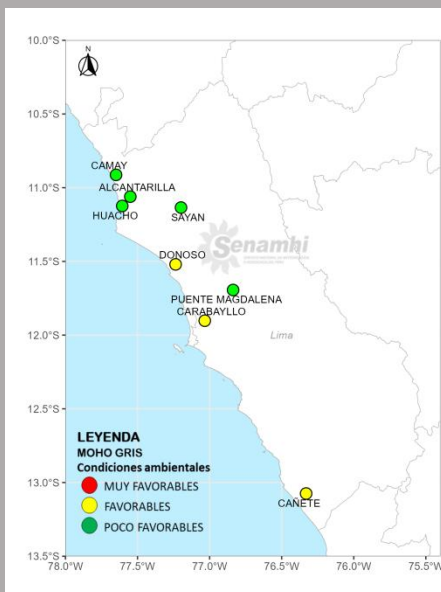 10.0°S
N
10.5°S
CAMAY
11.0°S
ALCANTARILLA
HUACHO
SAYAN
Senamhi
11.5°S
DONOSO
PUENTE MAGDALENA
CARABAYLLO
12.0°S
Lima
12.5°S
LEYENDA
MOHO GRIS
Condiciones ambientales
MUY FAVORABLES
FAVORABLES
POCO FAVORABLES
13.0°S
CAÑETE
13.5°S
78.0°W 77.5°W 77.0°W 76.5°W 76.0°W 75.5°W